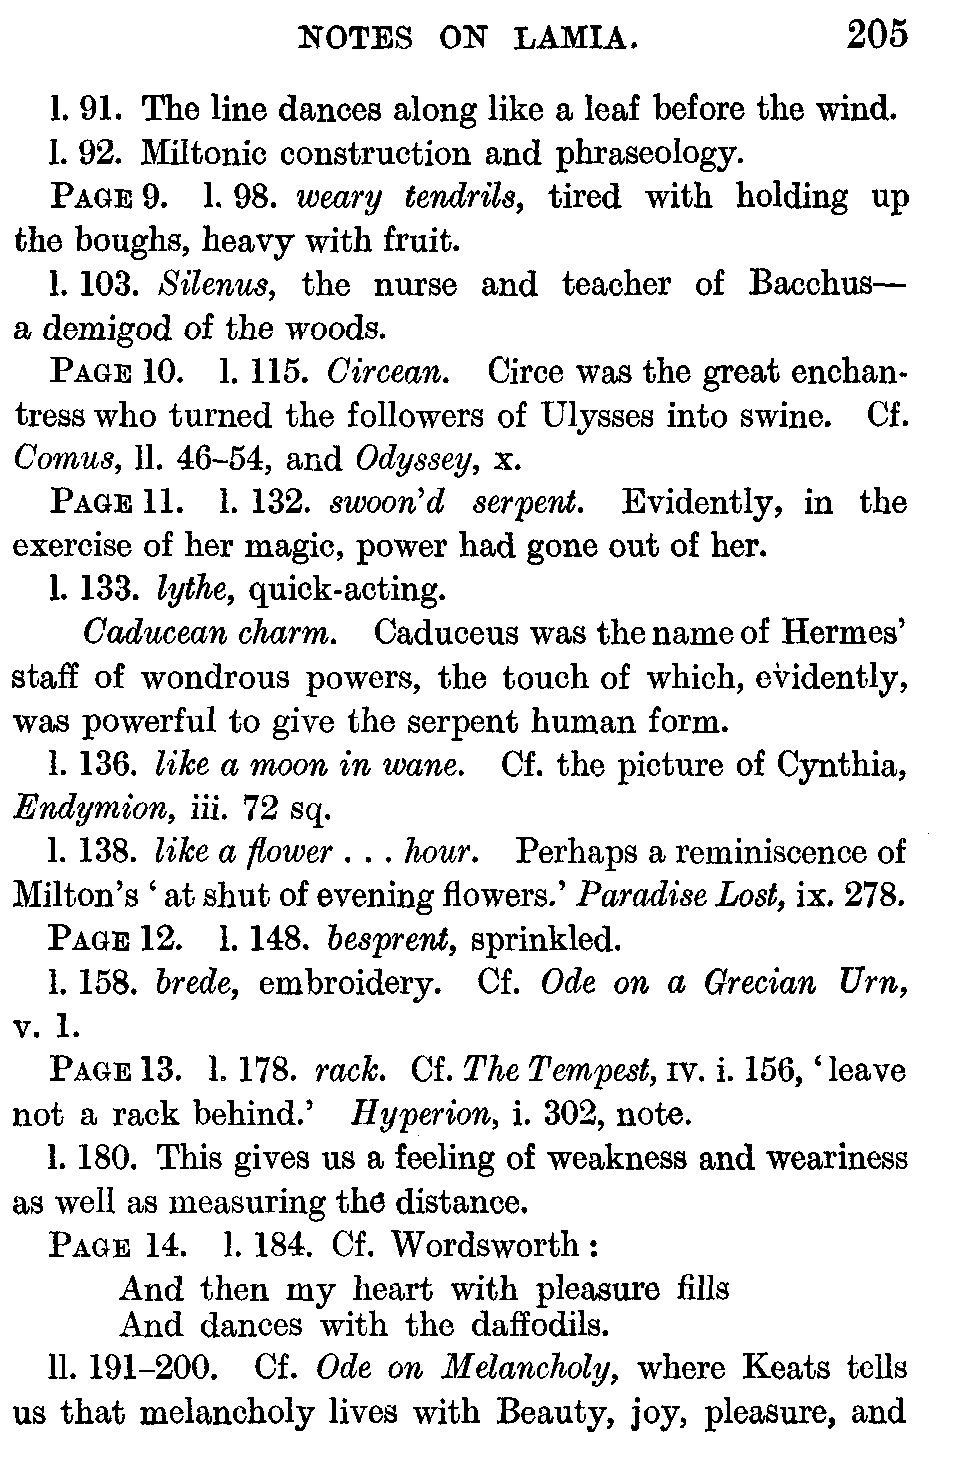 NOTES ON LAMIA. 205
l. 91. The line dances along like a leaf before the wind.
l. 92. Miltonic construction and phraseology.
PAGE 9. l. 98. weary tendrils, tired with holding up
the boughs, heavy with fruit.
l. 103. Silenus, the nurse and teacher of Bacchus—
a demigod of the woods.
PAGE 10. l. 115. Circean. Circe was the great enchan-
tress who turned the followers of Ulysses into swine. Cf.
Comus, ll. 46–54, and Odyssey, x.
PAGE 11. l. 132. swoon'd serpent. Evidently, in the
exercise of her magic, power had gone out of her.
l. 133. lythe, quick-acting.
Caducean charm. Caduceus was the name of Hermes'
staff of wondrous powers, the touch of which, evidently,
was powerful to give the serpent human form.
l. 136. like a moon in wane. Cf. the picture of Cynthia,
Endymion, iii. 72 sq.
l. 138. like a flower . . . hour. Perhaps a reminiscence of
Milton's ‘at shut of evening flowers.’ Paradise Lost, ix. 278.
PAGE 12. l. 148. besprent, sprinkled.
l. 158. brede, embroidery. Cf. Ode on a Grecian Urn,
v. 1.
PAGE 13. l. 178. rack. Cf. The Tempest, IV. i. 156, ‘leave
not a rack behind.’ Hyperion, i. 302, note.
l. 180. This gives us a feeling of weakness and weariness
as well as measuring the distance.
PAGE 14. l. 184. Cf. Wordsworth :
And then my heart with pleasure fills
And dances with the daffodils.
ll. 191–200. Cf. Ode on Melancholy, where Keats tells
us that melancholy lives with Beauty, joy, pleasure, and